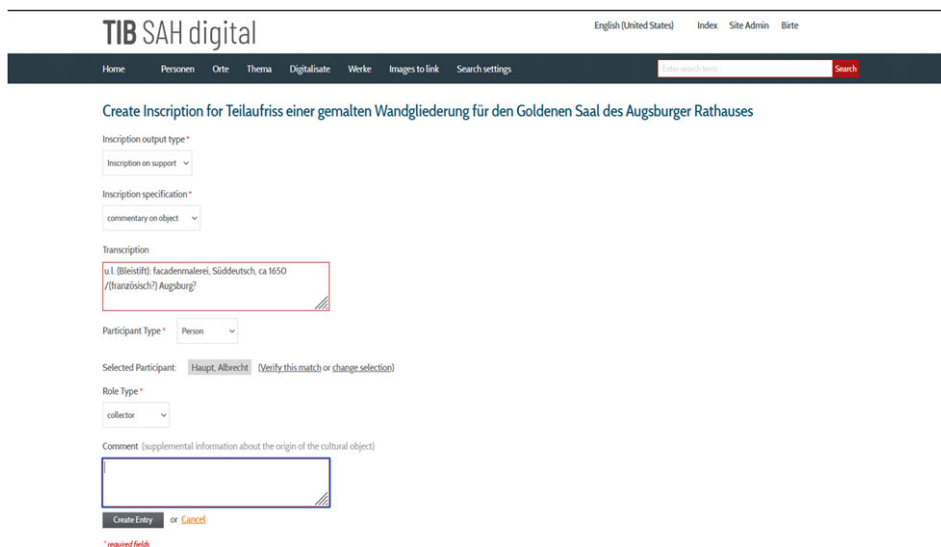 TIB SAH digital
English (United States) Index Site Admin Birte
Home Personen Orte Thema Digitalisate Werke Images to link Search settings
Enter search term Search
Create Inscription for Teilaufriss einer gemalten Wandgliederung für den Goldenen Saal des Augsburger Rathauses
Inscription output type *
Inscription on support
Inscription specification *
commentary on object
Transcription
u.l. (Bleistift): facadenmalerei, Süddeutsch, ca 1650
/(französisch?) Augsburg?
Participant Type * Person
Selected Participant: Haupt, Albrecht (Verify this match or change selection)
Role Type *
collector
Comment (supplemental information about the origin of the cultural object)
Create Entry or Cancel
* required fields